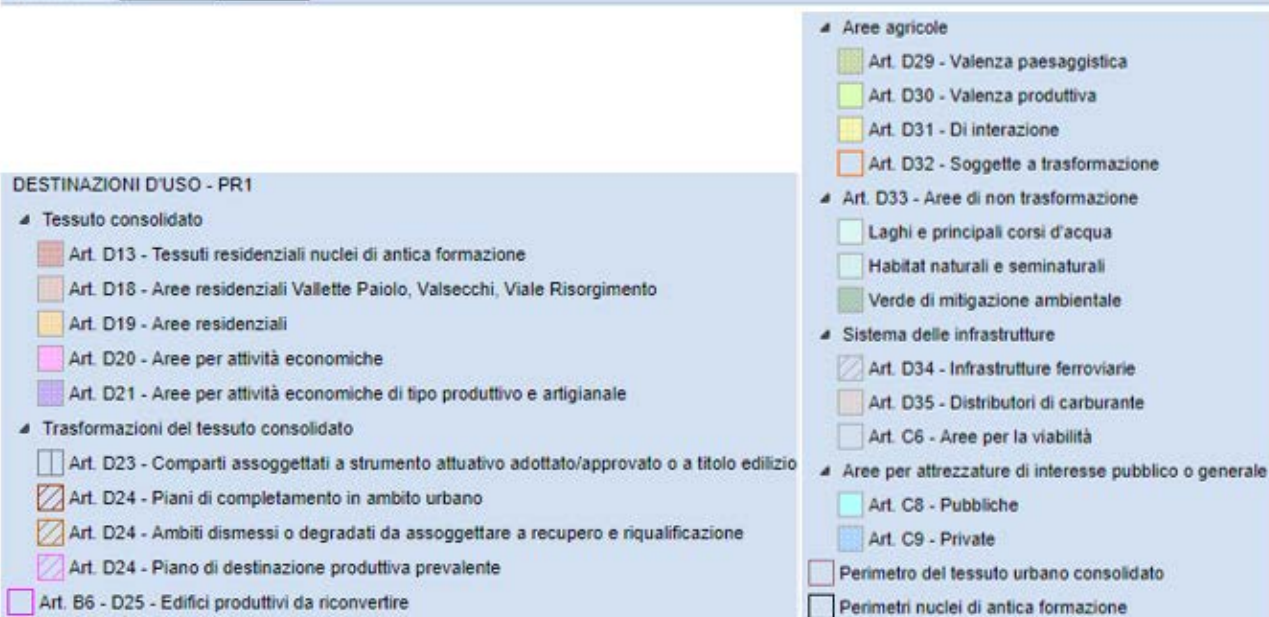 DESTINAZIONI D'USO - PR1
Tessuto consolidato
Art. D13 - Tessuti residenziali nuclei di antica formazione
Art. D18 - Aree residenziali Vallette Paiolo, Valsecchi, Viale Risorgimento
Art. D19 - Aree residenziali
Art. D20 - Aree per attività economiche
Art. D21 - Aree per attività economiche di tipo produttivo e artigianale
Trasformazioni del tessuto consolidato
Art. D23 - Comparti assoggettati a strumento attuativo adottato/approvato o a titolo edilizio
Art. D24 - Piani di completamento in ambito urbano
Art. D24 - Ambiti dismessi o degradati da assoggettare a recupero e riqualificazione
Art. D24 - Piano di destinazione produttiva prevalente
Art. B6 - D25 - Edifici produttivi da riconvertire
Aree agricole
Art. D29 - Valenza paesaggistica
Art. D30 - Valenza produttiva
Art. D31 - Di interazione
Art. D32 - Soggette a trasformazione
Art. D33 - Aree di non trasformazione
Laghi e principali corsi d'acqua
Habitat naturali e seminaturali
Verde di mitigazione ambientale
Sistema delle infrastrutture
Art. D34 - Infrastrutture ferroviarie
Art. D35 - Distributori di carburante
Art. C6 - Aree per la viabilità
Aree per attrezzature di interesse pubblico o generale
Art. C8 - Pubbliche
Art. C9 - Private
Perimetro del tessuto urbano consolidato
Perimetri nuclei di antica formazione